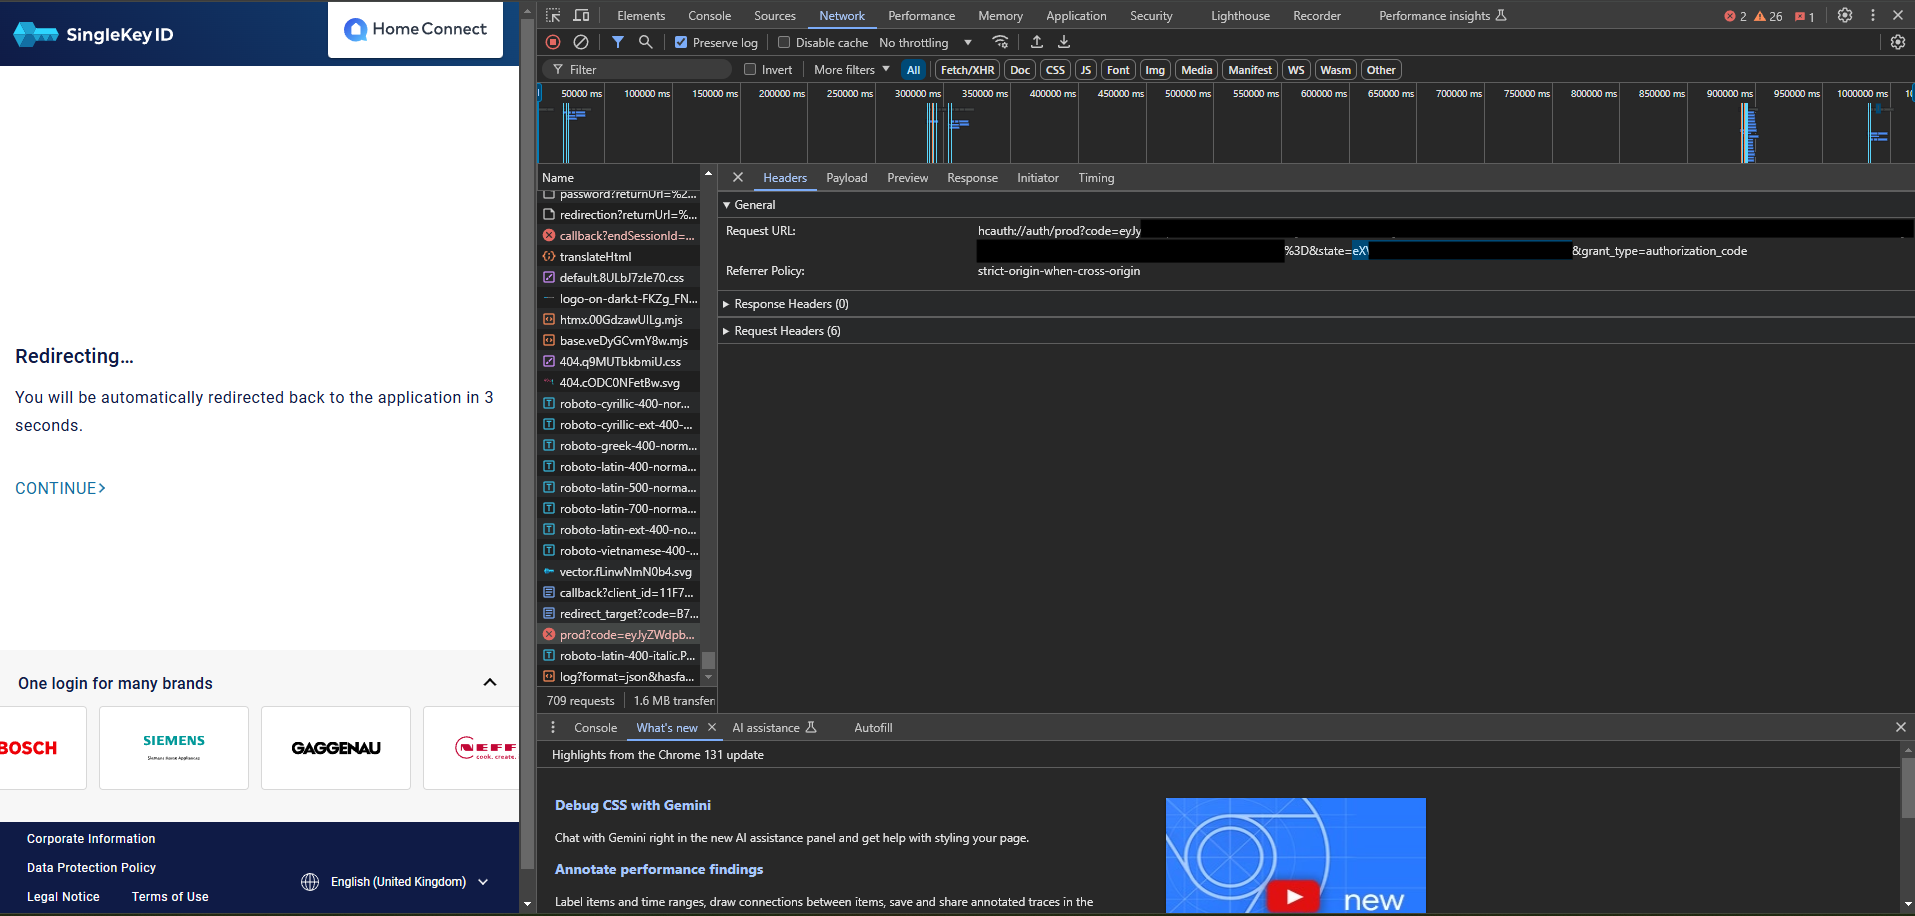 SingleKey ID
Home Connect
Redirecting...
You will be automatically redirected back to the application in 3
seconds.
CONTINUE
One login for many brands
BOSCH
SIEMENS
Siemens Home Appliances
GAGGENAU
NEFF
cook. create.
Corporate Information
Data Protection Policy
Legal Notice Terms of Use
English (United Kingdom)
Elements Console Sources Network Performance Memory Application Security Lighthouse Recorder Performance insights 2 26 1
Preserve log Disable cache No throttling
Filter Invert More filters All Fetch/XHR Doc CSS JS Font Img Media Manifest WS Wasm Other
50000 ms 100000 ms 150000 ms 200000 ms 250000 ms 300000 ms 350000 ms 400000 ms 450000 ms 500000 ms 550000 ms 600000 ms 650000 ms 700000 ms 750000 ms 800000 ms 850000 ms 900000 ms 950000 ms 1000000 ms
Name
password?returnUrl=%2...
redirection?returnUrl=%...
callback?endSessionId=...
translateHtml
default.8ULbJ7zle70.css
logo-on-dark.t-FKZg_FN...
htmx.00GdzawUILg.mjs
base.veDyGCvmY8w.mjs
404.q9MUTbkbmiU.css
404.cODC0NFetBw.svg
roboto-cyrillic-400-nor...
roboto-cyrillic-ext-400-...
roboto-greek-400-norm...
roboto-latin-400-norma...
roboto-latin-500-norma...
roboto-latin-700-norma...
roboto-latin-ext-400-no...
roboto-vietnamese-400-...
vector.fLinwNmN0b4.svg
callback?client_id=11F7...
redirect_target?code=B7...
prod?code=eyJyZWdpb...
roboto-latin-400-italic.P...
log?format=json&hasfa...
709 requests 1.6 MB transfer
Headers Payload Preview Response Initiator Timing
General
Request URL: hcauth://auth/prod?code=eyJy
%3D&state=eX &grant_type=authorization_code
Referrer Policy: strict-origin-when-cross-origin
Response Headers (0)
Request Headers (6)
Console What's new AI assistance Autofill
Highlights from the Chrome 131 update
Debug CSS with Gemini
Chat with Gemini right in the new AI assistance panel and get help with styling your page.
Annotate performance findings
Label items and time ranges, draw connections between items, save and share annotated traces in the
new